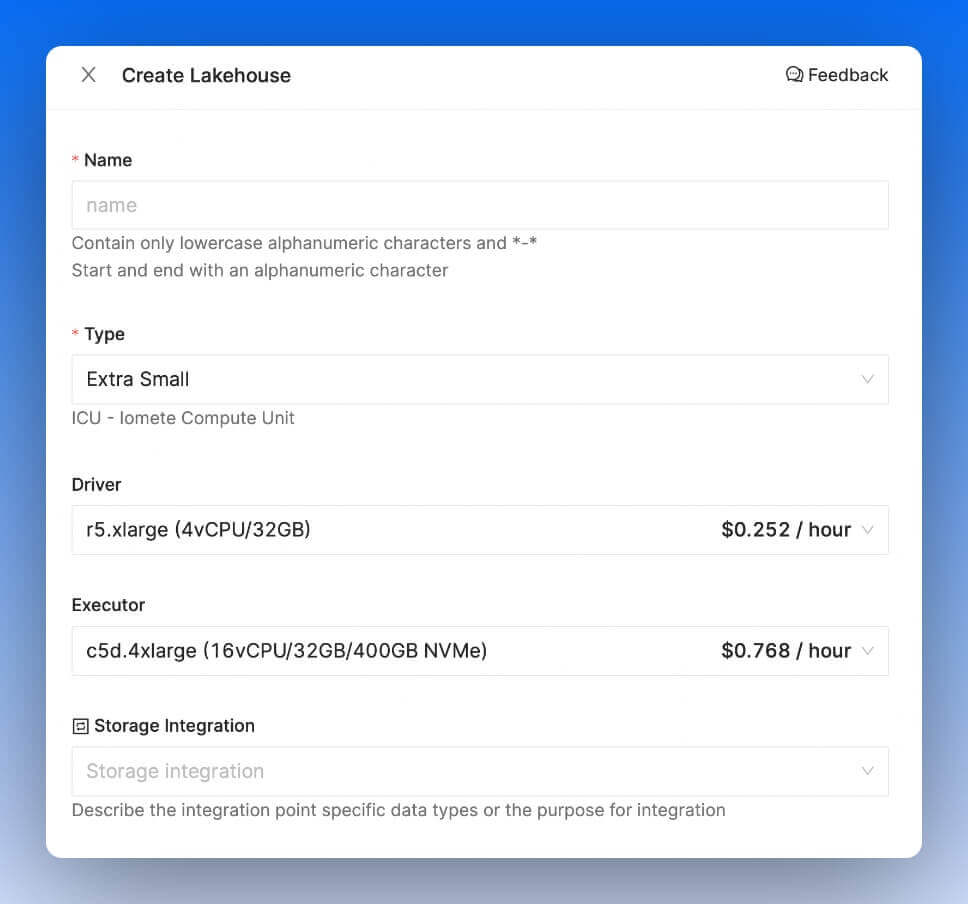 Create Lakehouse
Feedback
* Name
name
Contain only lowercase alphanumeric characters and *-*
Start and end with an alphanumeric character
* Type
Extra Small
ICU - Iomete Compute Unit
Driver
r5.xlarge (4vCPU/32GB) $0.252 / hour
Executor
c5d.4xlarge (16vCPU/32GB/400GB NVMe) $0.768 / hour
Storage Integration
Storage integration
Describe the integration point specific data types or the purpose for integration